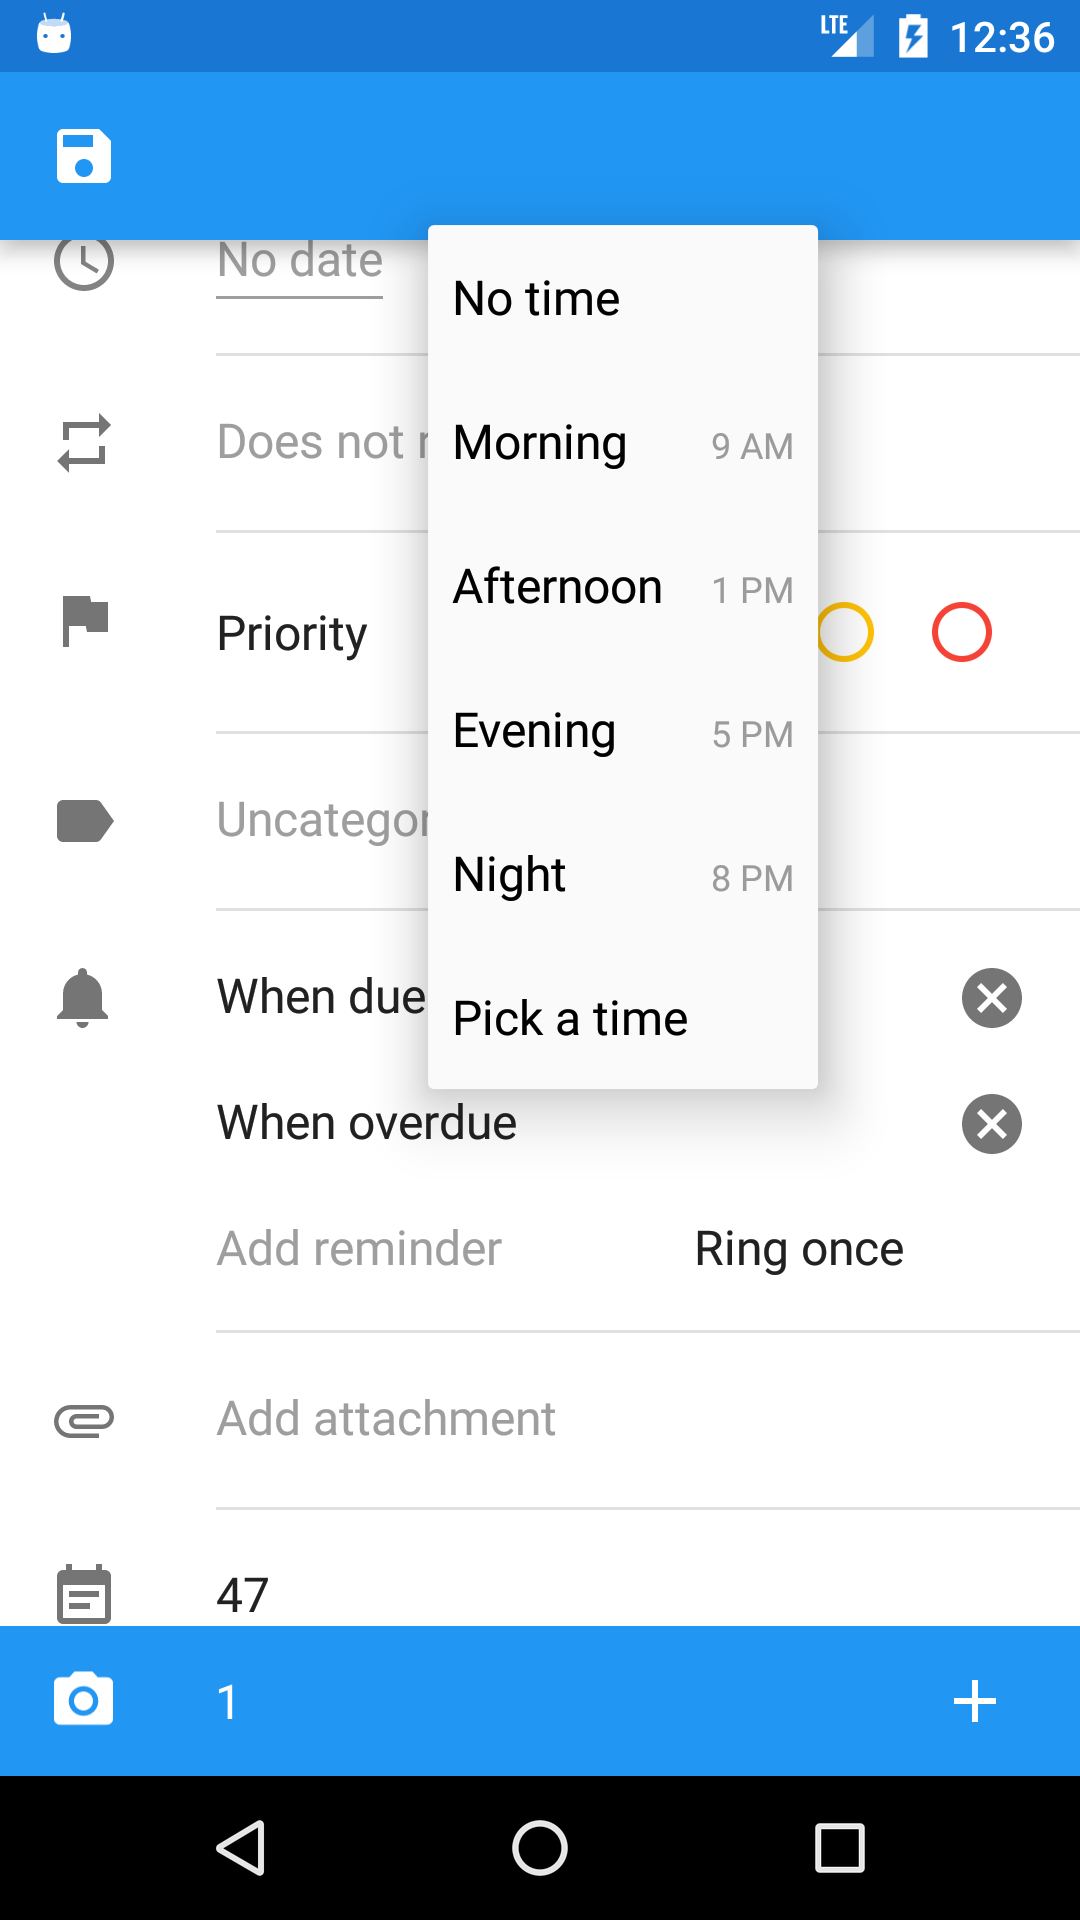 LTE 12:36
No date
No time
Does not
Morning 9 AM
Afternoon 1 PM
Priority
Evening 5 PM
Uncategor
Night 8 PM
When due
Pick a time
When overdue
Add reminder Ring once
Add attachment
47
1